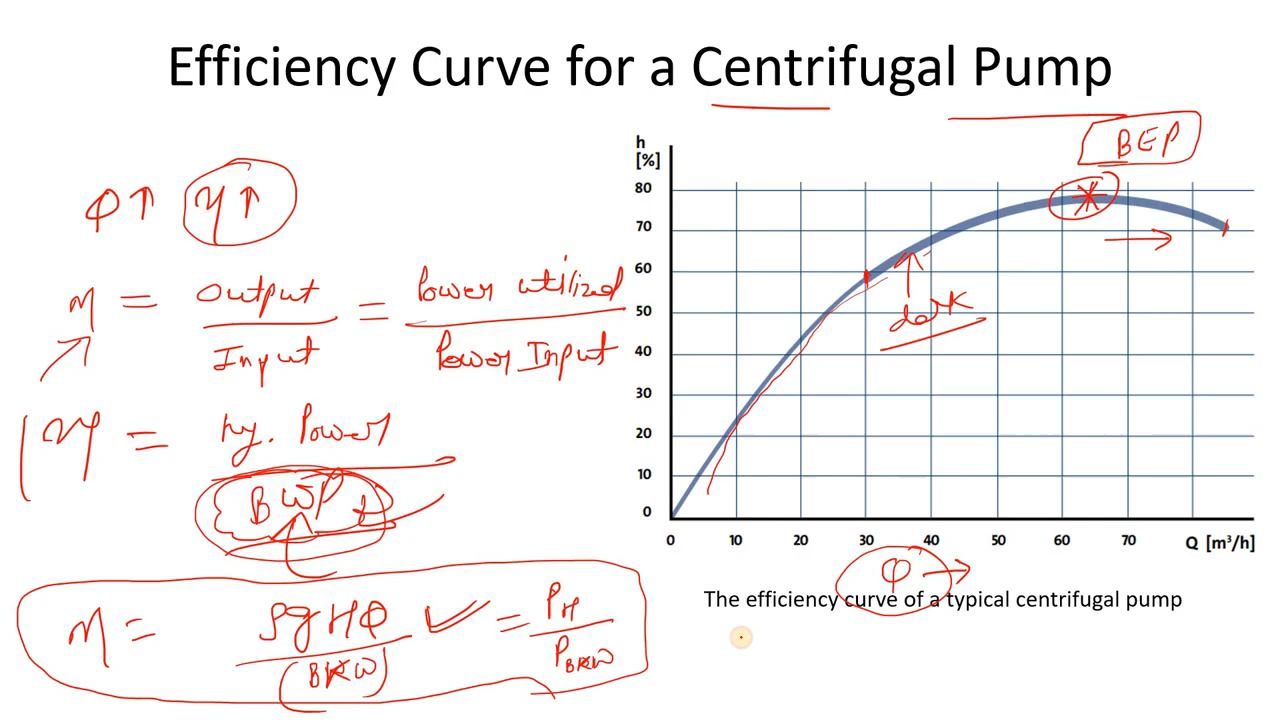 Efficiency Curve for a Centrifugal Pump
Q ↑ η ↑
η = Output / Input = Power utilized / Power Input
η = hy. Power / BWP
η = ρgHQ / (BKW) = P_H / P_BKW
BEP
h
[%]
80
70
60
50
40
30
20
10
0
dark
0 10 20 30 40 50 60 70 Q [m³/h]
Q →
The efficiency curve of a typical centrifugal pump